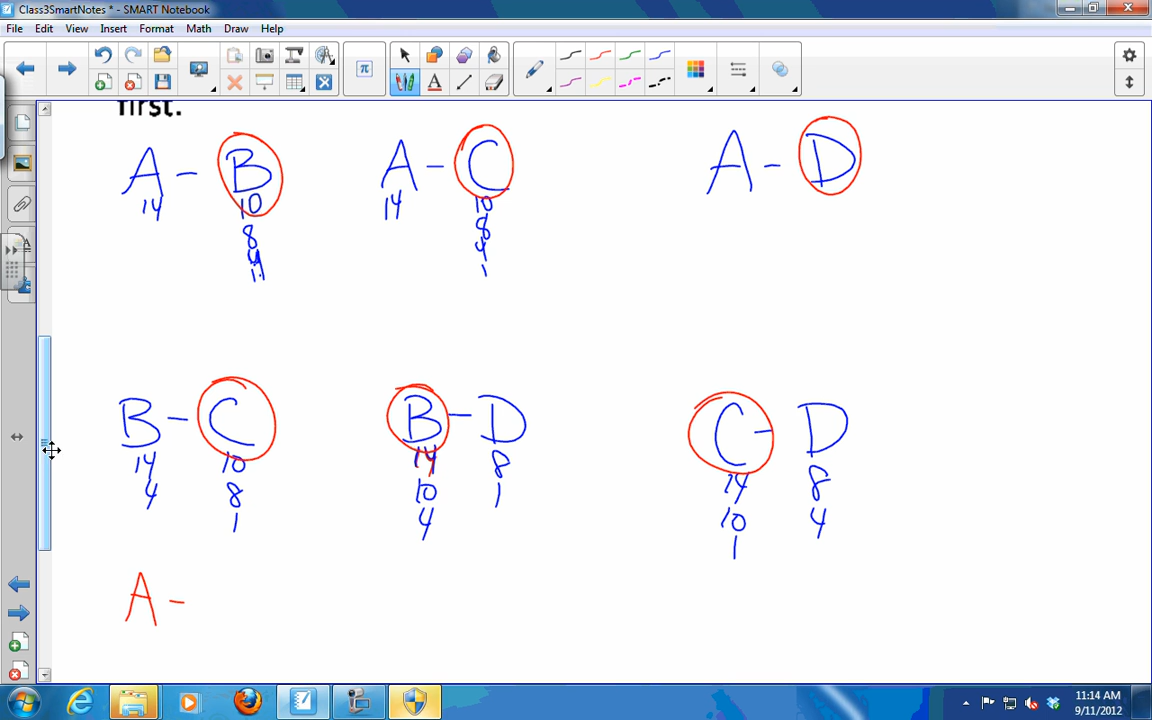 Class3SmartNotes * - SMART Notebook
File Edit View Insert Format Math Draw Help
π
A
first.
A - B
14 10
8
4
1
A - C
14 10
8
4
1
A - D
B - C
14 10
4 8
1
B - D
14 8
10 1
4
C - D
14 8
10 4
1
A -
11:14 AM
9/11/2012